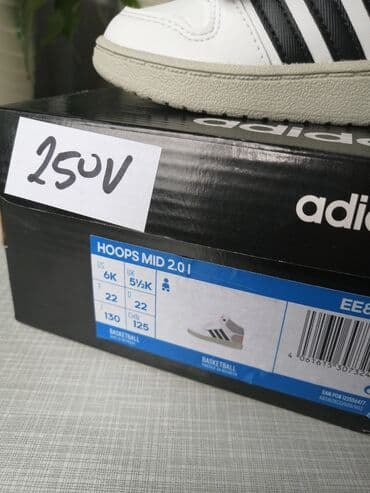 adidas
250V
adi
HOOPS MID 2.0 I
US UK
6K 5½K
F D
22 22
J CHN
130 125
EE8
BASKETBALL
BASKETBALL